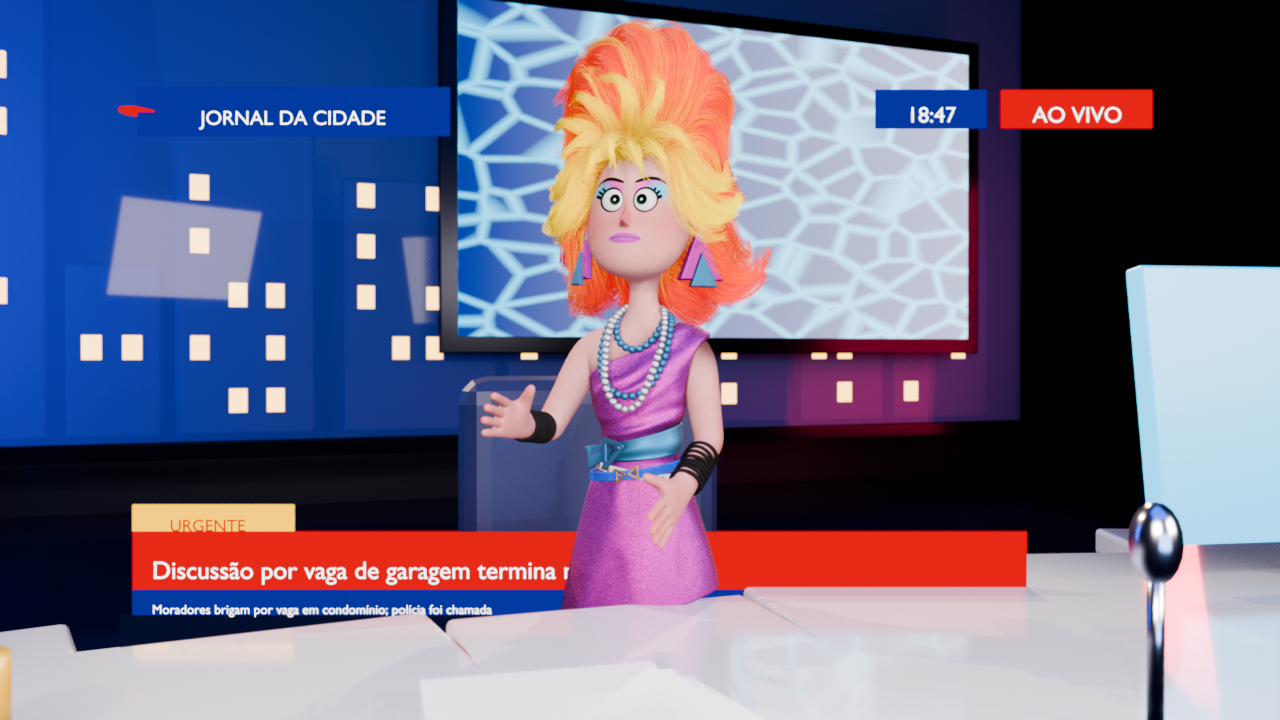 JORNAL DA CIDADE
18:47
AO VIVO
URGENTE
Discussão por vaga de garagem termina
Moradores brigam por vaga em condomínio; polícia foi chamada